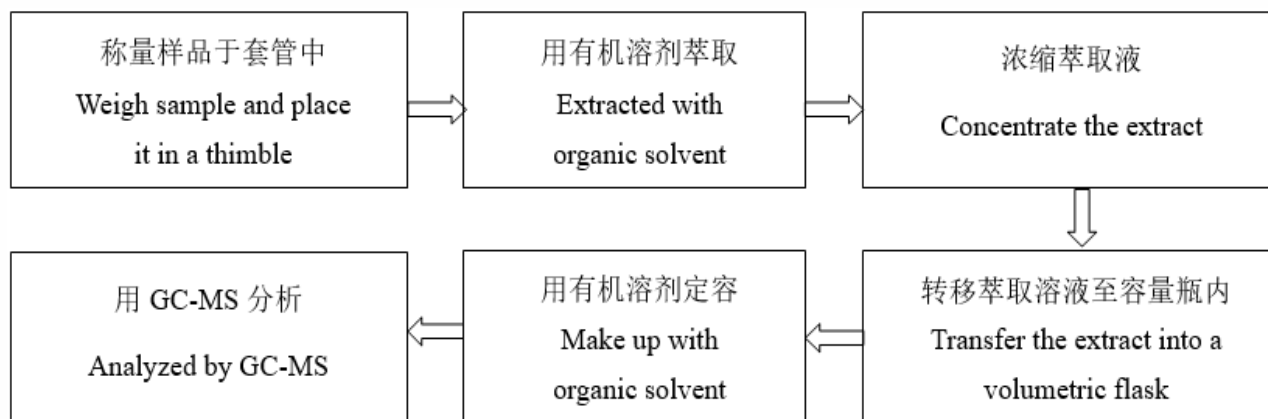 称量样品于套管中
Weigh sample and place
it in a thimble
用有机溶剂萃取
Extracted with
organic solvent
浓缩萃取液
Concentrate the extract
转移萃取溶液至容量瓶内
Transfer the extract into a
volumetric flask
用有机溶剂定容
Make up with
organic solvent
用 GC-MS 分析
Analyzed by GC-MS